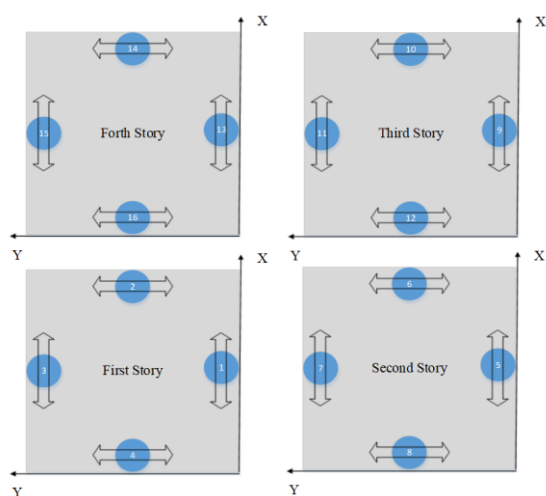 X
14
15
Forth Story
13
16
Y
X
10
11
Third Story
9
12
Y
X
2
3
First Story
1
4
Y
X
6
7
Second Story
5
8
Y